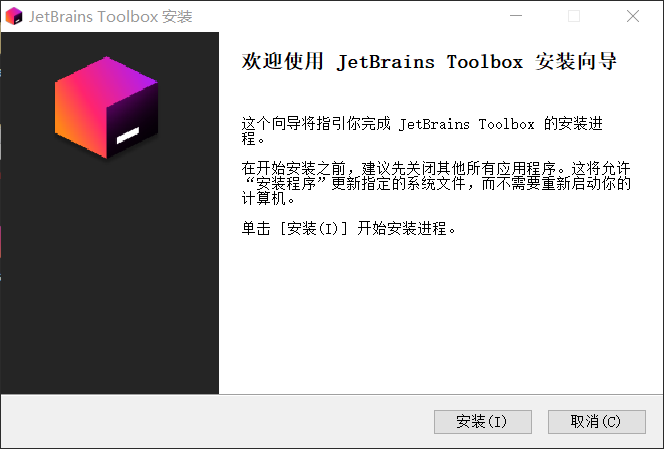 JetBrains Toolbox 安装
欢迎使用 JetBrains Toolbox 安装向导
这个向导将指引你完成 JetBrains Toolbox 的安装进
程。
在开始安装之前，建议先关闭其他所有应用程序。这将允许
“安装程序”更新指定的系统文件，而不需要重新启动你的
计算机。
单击 [安装(I)] 开始安装进程。
安装(I)
取消(C)